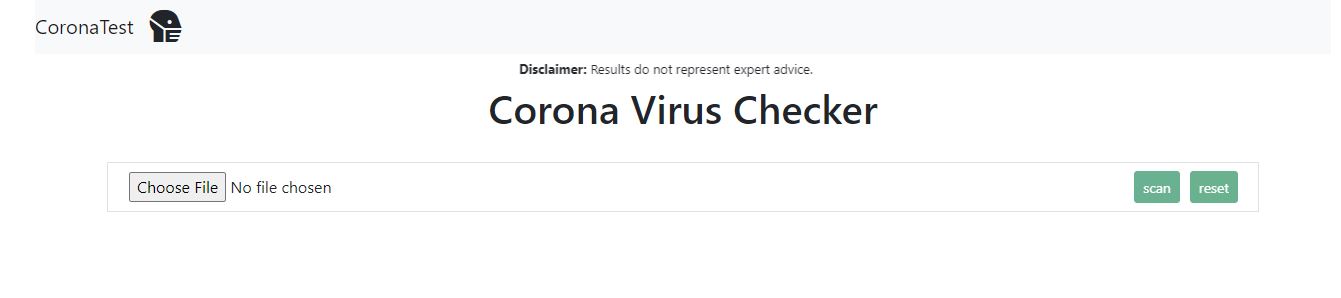 CoronaTest
Disclaimer: Results do not represent expert advice.
Corona Virus Checker
Choose File No file chosen scan reset